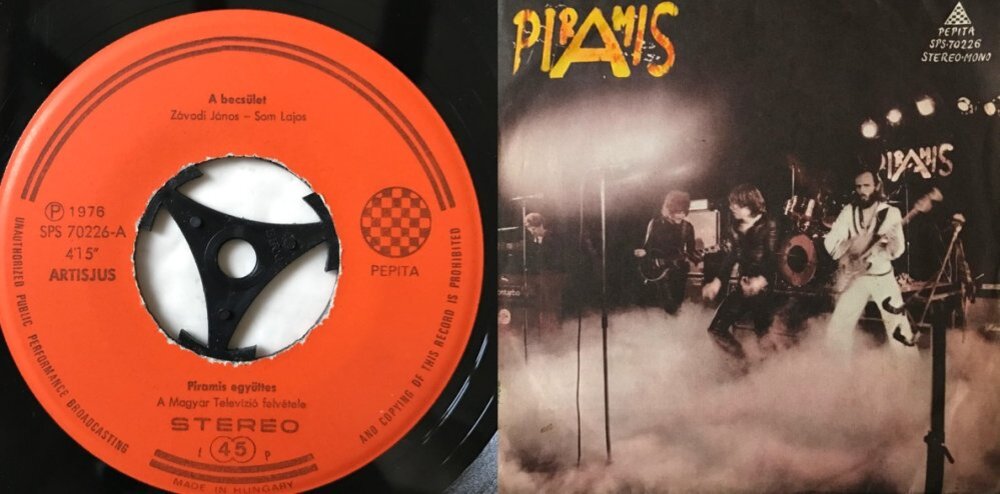 A becsület
Závodi János – Som Lajos
Ⓟ 1976
SPS 70226-A
4'15"
ARTISJUS
PEPITA
UNAUTHORIZED PUBLIC PERFORMANCE BROADCASTING
AND COPYING OF THIS RECORD IS PROHIBITED
Piramis együttes
A Magyar Televízió felvétele
STEREO
45
P
MADE IN HUNGARY
PIRAMIS
PEPITA
SPS·70226
STEREO-MONO
PIRAMIS